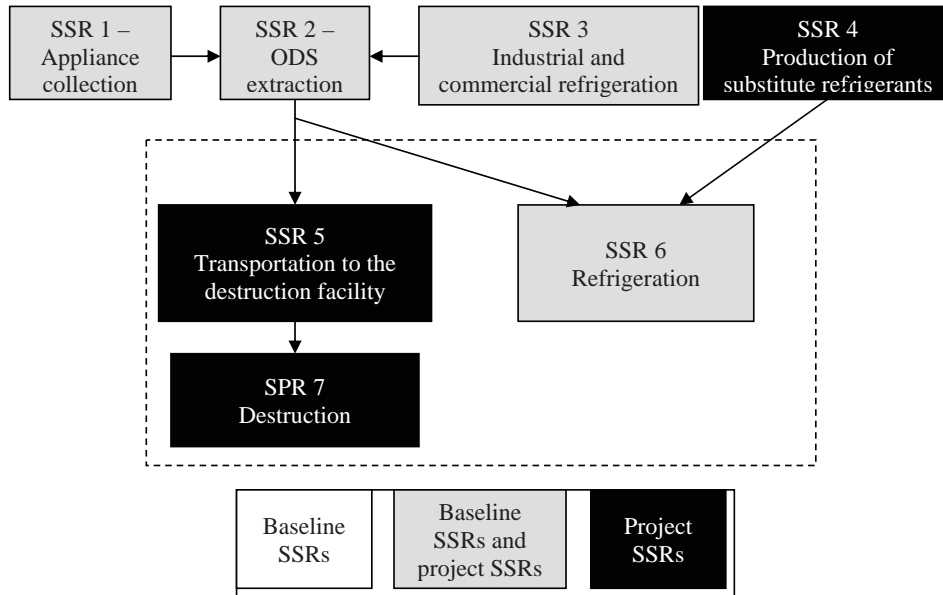 SSR 1 –
Appliance
collection
SSR 2 –
ODS
extraction
SSR 3
Industrial and
commercial refrigeration
SSR 4
Production of
substitute refrigerants
SSR 5
Transportation to the
destruction facility
SSR 6
Refrigeration
SPR 7
Destruction
Baseline
SSRs
Baseline
SSRs and
project SSRs
Project
SSRs